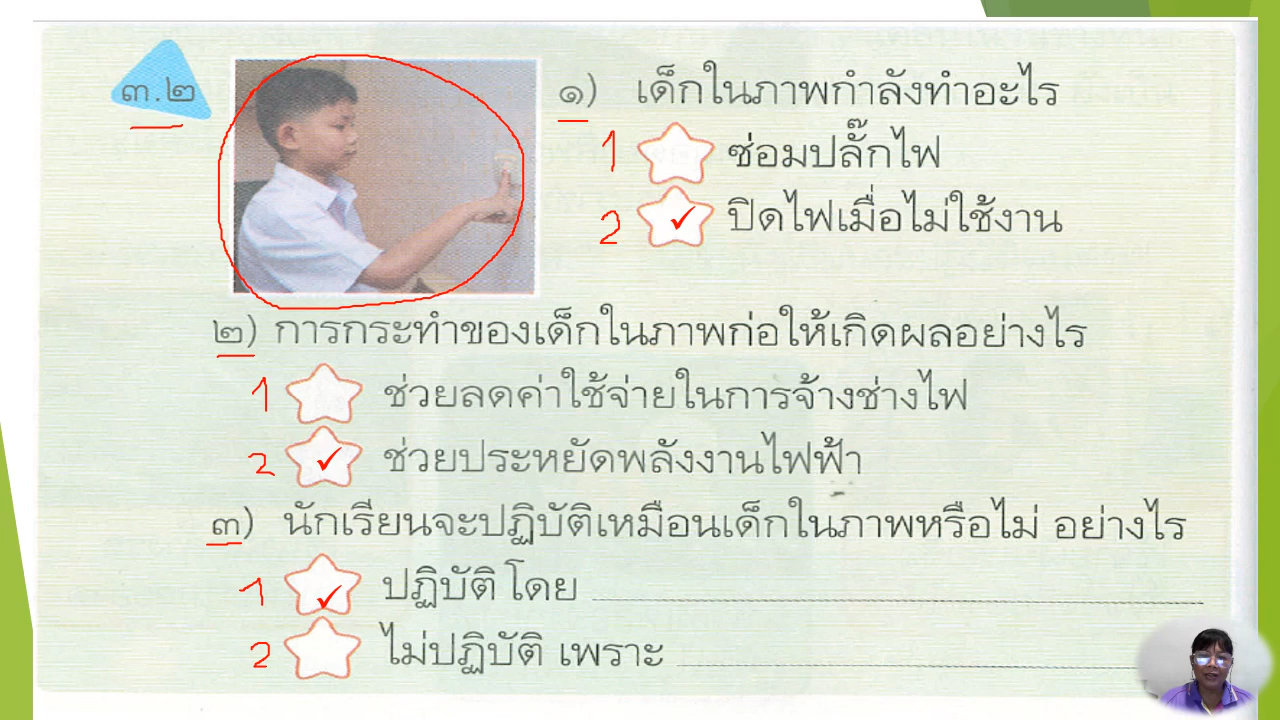 ๓.๒
๑) เด็กในภาพกำลังทำอะไร
1 ซ่อมปลั๊กไฟ
2 ปิดไฟเมื่อไม่ใช้งาน
๒) การกระทำของเด็กในภาพก่อให้เกิดผลอย่างไร
1 ช่วยลดค่าใช้จ่ายในการจ้างช่างไฟ
2 ช่วยประหยัดพลังงานไฟฟ้า
๓) นักเรียนจะปฏิบัติเหมือนเด็กในภาพหรือไม่ อย่างไร
1 ปฏิบัติ โดย
2 ไม่ปฏิบัติ เพราะ